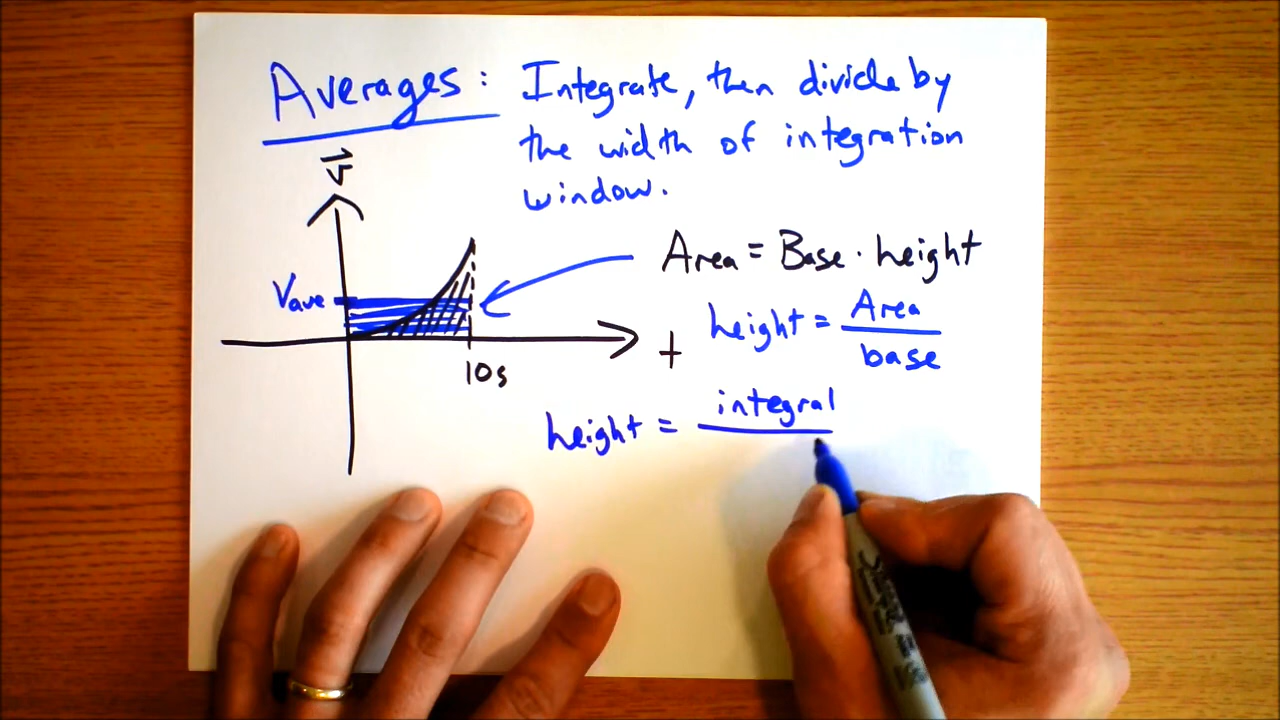 Averages: Integrate, then divide by
the width of integration
window.
v
Area = Base · height
Vave
height = Area
base
t
10s
height = integral
Sharpie